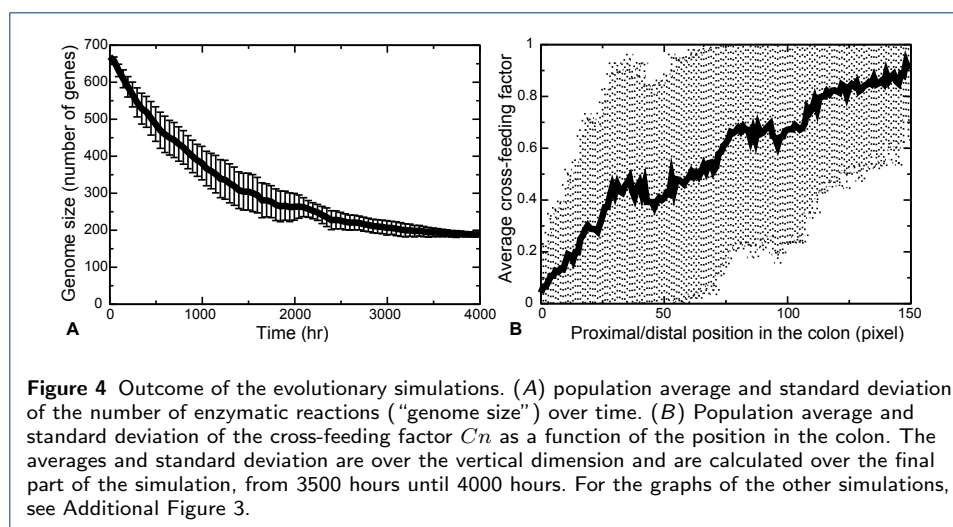 700
600
500
400
300
200
100
0
Genome size (number of genes)
0 1000 2000 3000 4000
A Time (hr)
1
0.8
0.6
0.4
0.2
0
Average cross-feeding factor
0 50 100 150
B Proximal/distal position in the colon (pixel)
Figure 4 Outcome of the evolutionary simulations. (A) population average and standard deviation
of the number of enzymatic reactions (“genome size”) over time. (B) Population average and
standard deviation of the cross-feeding factor Cn as a function of the position in the colon. The
averages and standard deviation are over the vertical dimension and are calculated over the final
part of the simulation, from 3500 hours until 4000 hours. For the graphs of the other simulations,
see Additional Figure 3.